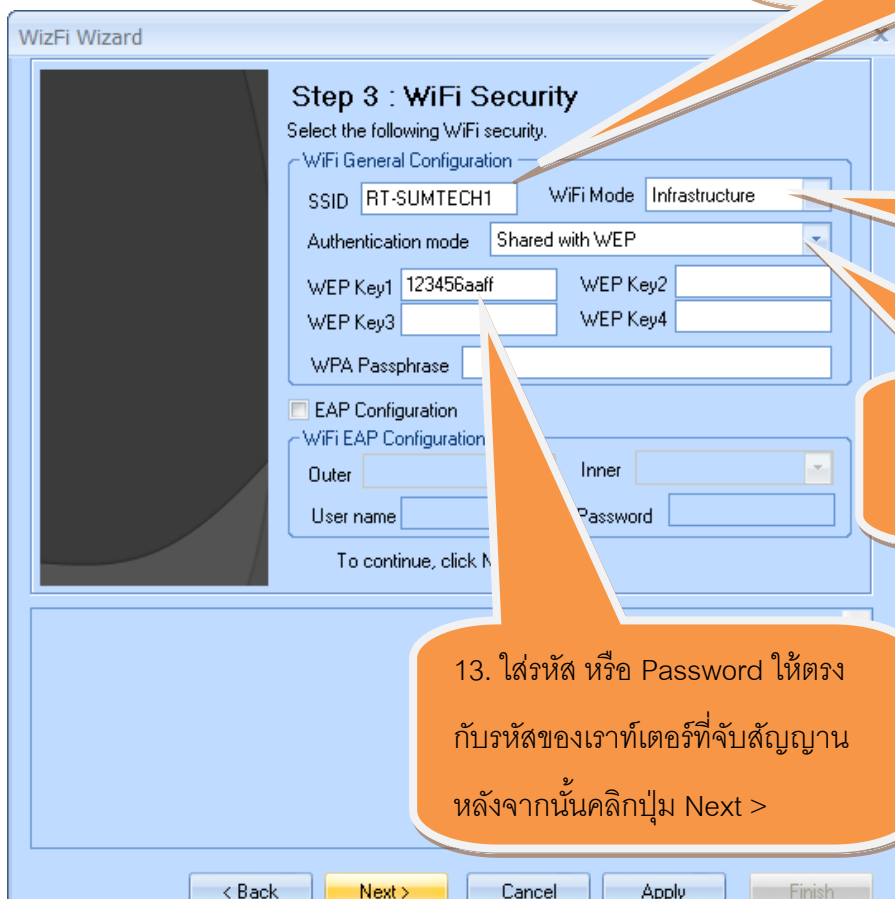 WizFi Wizard
x
Step 3 : WiFi Security
Select the following WiFi security.
WiFi General Configuration
SSID RT-SUMTECH1 WiFi Mode Infrastructure
Authentication mode Shared with WEP
WEP Key1 123456aaff WEP Key2
WEP Key3 WEP Key4
WPA Passphrase
EAP Configuration
WiFi EAP Configuration
Outer Inner
User name Password
To continue, click N
13. ใส่รหัส หรือ Password ให้ตรง
กับรหัสของเราท์เตอร์ที่จับสัญญาน
หลังจากนั้นคลิกปุ่ม Next >
< Back Next > Cancel Apply Finish